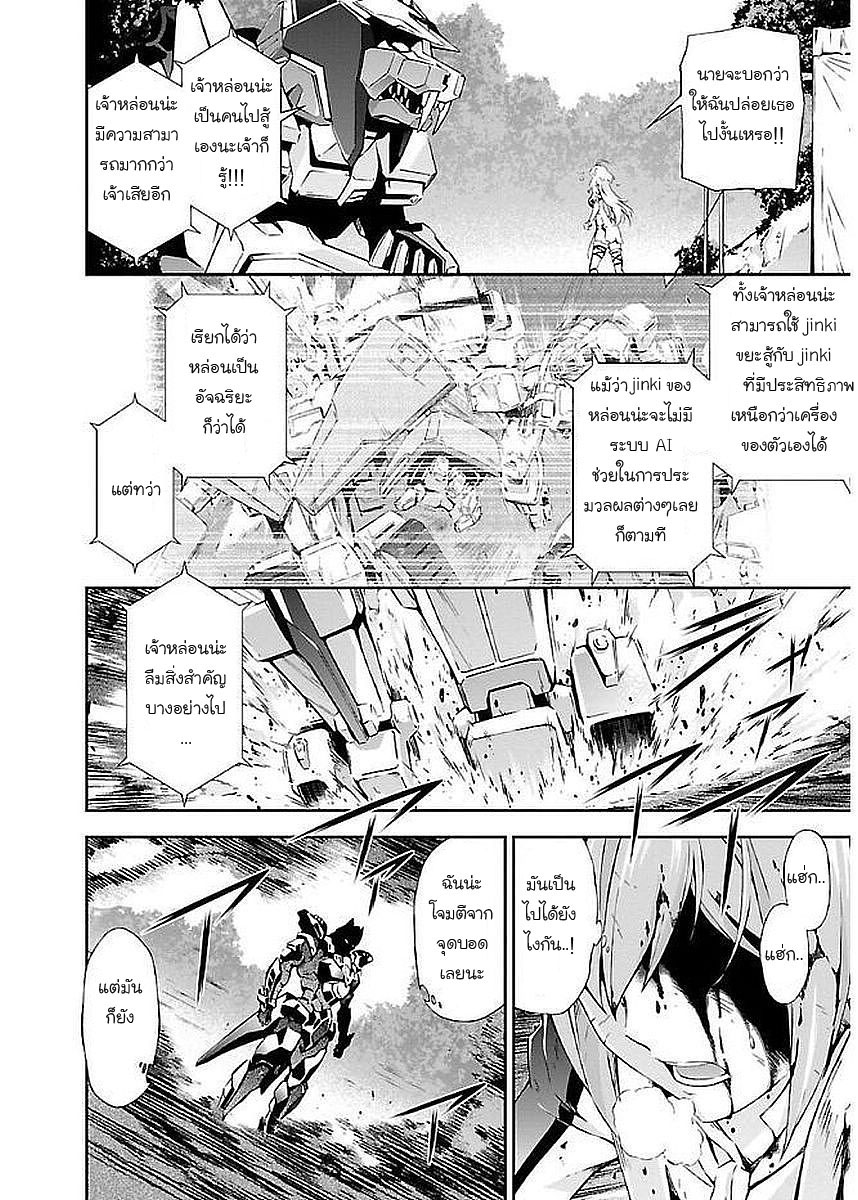 นายจะบอกว่า
ให้ฉันปล่อยเธอ
ไปงั้นเหรอ!!
เจ้าหล่อนน่ะ
เป็นคนไปสู้
เองนะเจ้าก็
รู้!!!
เจ้าหล่อนน่ะ
มีความสามา
รถมากกว่า
เจ้าเสียอีก
ทั้งเจ้าหล่อนน่ะ
สามารถใช้ jinki
ขยะสู้กับ jinki
ที่มีประสิทธิภาพ
เหนือกว่าเครื่อง
ของตัวเองได้
แม้ว่า jinki ของ
หล่อนน่ะจะไม่มี
ระบบ AI
ช่วยในการประ
มวลผลต่างๆเลย
ก็ตามที
เรียกได้ว่า
หล่อนเป็น
อัจฉริยะ
ก็ว่าได้
แต่ทว่า
เจ้าหล่อนน่ะ
ลืมสิ่งสำคัญ
บางอย่างไป
...
แฮ่ก..
แฮ่ก..
มันเป็น
ไปได้ยัง
ไงกัน..!
ฉันน่ะ
โจมตีจาก
จุดบอด
เลยนะ
แต่มัน
ก็ยัง